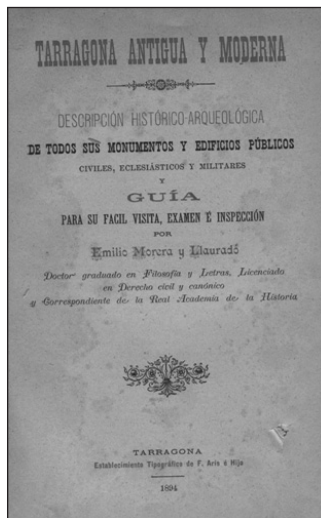 TARRAGONA ANTIGUA Y MODERNA
DESCRIPCIÓN HISTÓRICO-ARQUEOLÓGICA
DE TODOS SUS MONUMENTOS Y EDIFICIOS PÚBLICOS
CIVILES, ECLESIÁSTICOS Y MILITARES
Y
GUÍA
PARA SU FACIL VISITA, EXAMEN É INSPECCIÓN
POR
Emilio Morera y Llauradó
Doctor graduado en Filosofía y Letras, Licenciado
en Derecho civil y canónico
y Correspondiente de la Real Academia de la Historia
TARRAGONA
Establecimiento Tipográfico de F. Arís é Hijo
1894